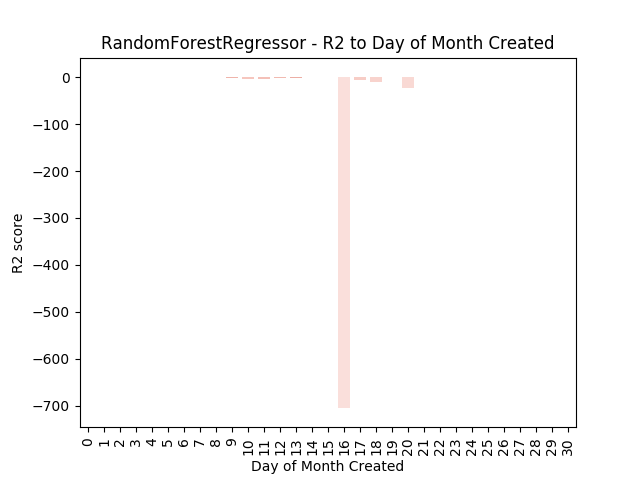 RandomForestRegressor - R2 to Day of Month Created
0
−100
−200
−300
−400
−500
−600
−700
R2 score
0 1 2 3 4 5 6 7 8 9 10 11 12 13 14 15 16 17 18 19 20 21 22 23 24 25 26 27 28 29 30
Day of Month Created